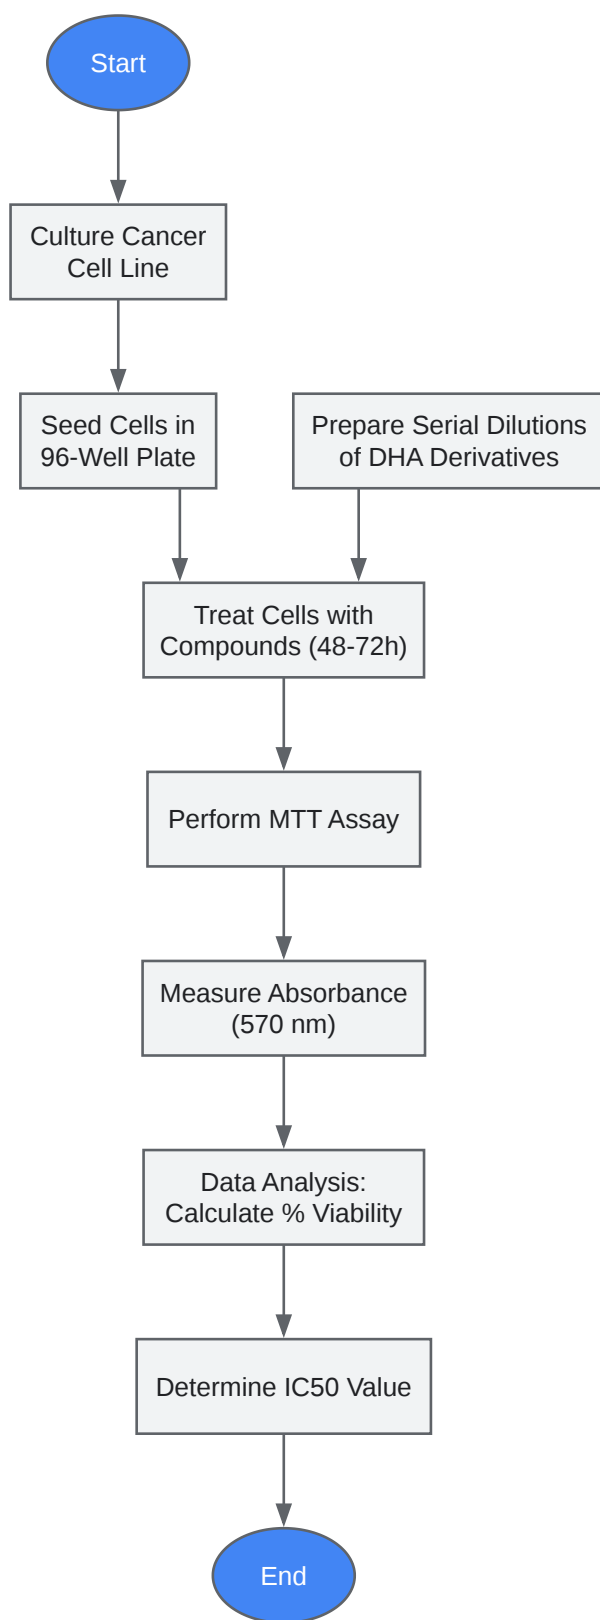 Start
Culture Cancer
Cell Line
Seed Cells in
96-Well Plate
Prepare Serial Dilutions
of DHA Derivatives
Treat Cells with
Compounds (48-72h)
Perform MTT Assay
Measure Absorbance
(570 nm)
Data Analysis:
Calculate % Viability
Determine IC50 Value
End